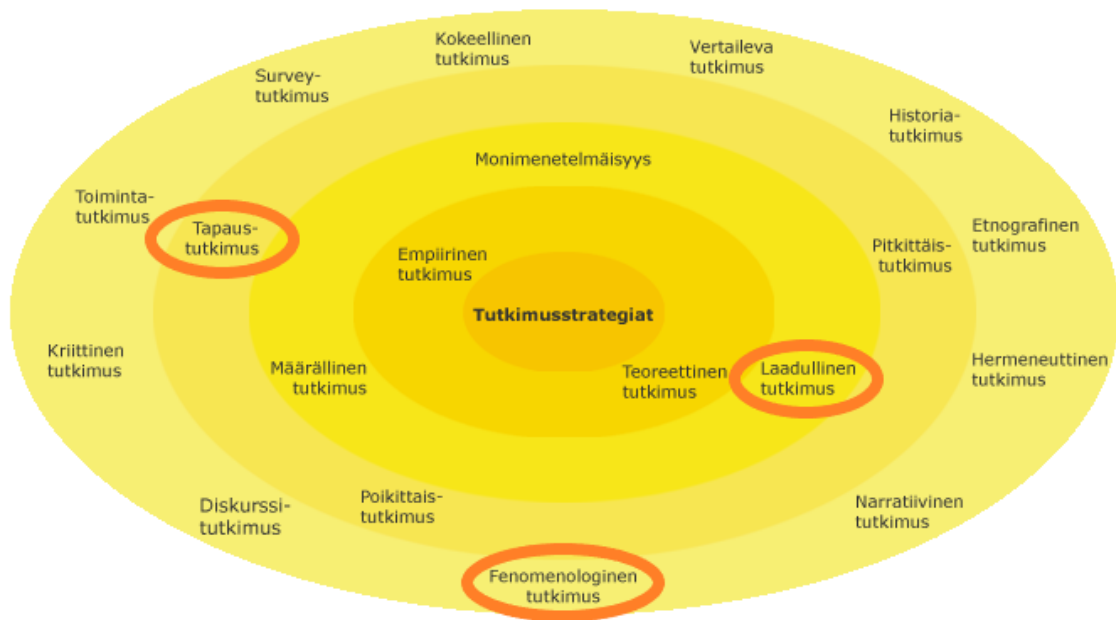 Kokeellinen
tutkimus
Vertaileva
tutkimus
Survey-
tutkimus
Historia-
tutkimus
Monimenetelmäisyys
Toiminta-
tutkimus
Tapaus-
tutkimus
Etnografinen
tutkimus
Pitkittäis-
tutkimus
Empiirinen
tutkimus
Tutkimusstrategiat
Kriittinen
tutkimus
Määrällinen
tutkimus
Teoreettinen
tutkimus
Laadullinen
tutkimus
Hermeneuttinen
tutkimus
Diskurssi-
tutkimus
Poikittais-
tutkimus
Narratiivinen
tutkimus
Fenomenologinen
tutkimus